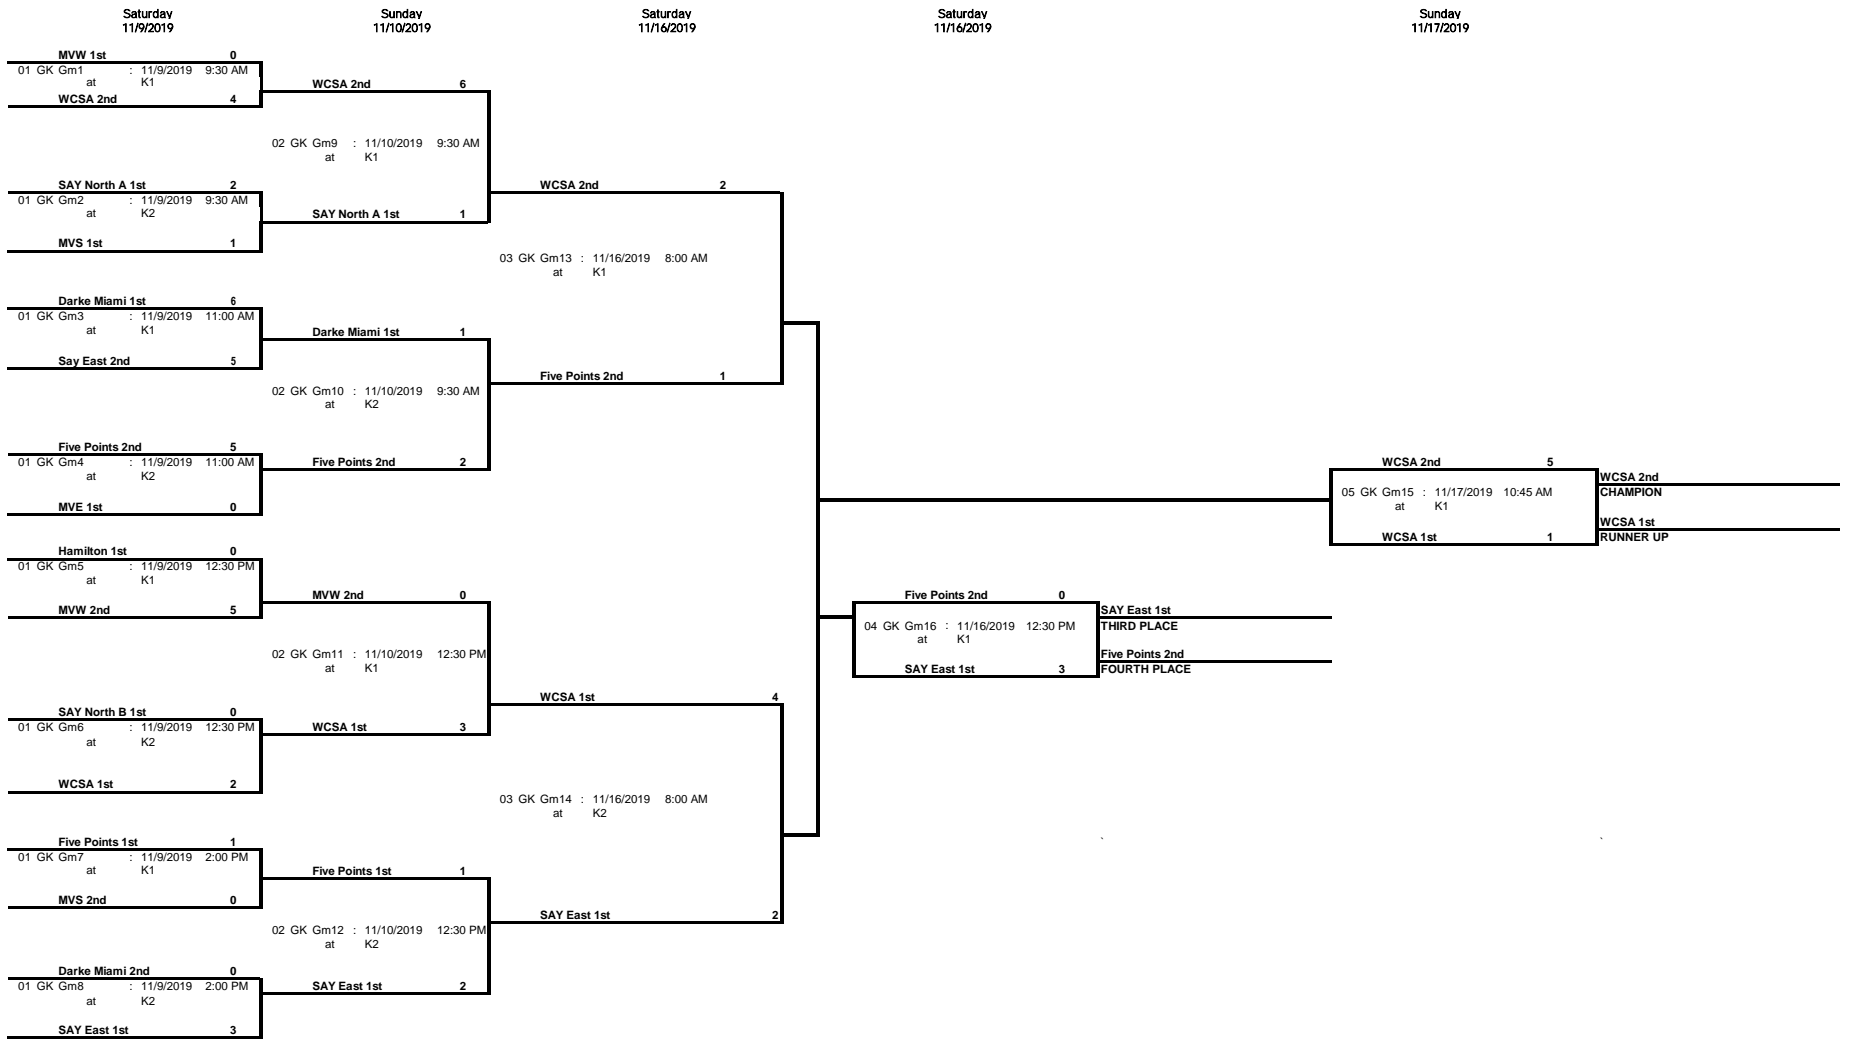 Saturday
11/9/2019
Sunday
11/10/2019
Saturday
11/16/2019
Saturday
11/16/2019
Sunday
11/17/2019
MVW 1st 0
01 GK Gm1 : 11/9/2019 9:30 AM
at K1
WCSA 2nd 4
SAY North A 1st 2
01 GK Gm2 : 11/9/2019 9:30 AM
at K2
MVS 1st 1
Darke Miami 1st 6
01 GK Gm3 : 11/9/2019 11:00 AM
at K1
Say East 2nd 5
Five Points 2nd 5
01 GK Gm4 : 11/9/2019 11:00 AM
at K2
MVE 1st 0
Hamilton 1st 0
01 GK Gm5 : 11/9/2019 12:30 PM
at K1
MVW 2nd 5
SAY North B 1st 0
01 GK Gm6 : 11/9/2019 12:30 PM
at K2
WCSA 1st 2
Five Points 1st 1
01 GK Gm7 : 11/9/2019 2:00 PM
at K1
MVS 2nd 0
Darke Miami 2nd 0
01 GK Gm8 : 11/9/2019 2:00 PM
at K2
SAY East 1st 3
WCSA 2nd 6
02 GK Gm9 : 11/10/2019 9:30 AM
at K1
SAY North A 1st 1
Darke Miami 1st 1
02 GK Gm10 : 11/10/2019 9:30 AM
at K2
Five Points 2nd 2
MVW 2nd 0
02 GK Gm11 : 11/10/2019 12:30 PM
at K1
WCSA 1st 3
Five Points 1st 1
02 GK Gm12 : 11/10/2019 12:30 PM
at K2
SAY East 1st 2
WCSA 2nd 2
03 GK Gm13 : 11/16/2019 8:00 AM
at K1
Five Points 2nd 1
WCSA 1st 4
03 GK Gm14 : 11/16/2019 8:00 AM
at K2
SAY East 1st 2
Five Points 2nd 0
04 GK Gm16 : 11/16/2019 12:30 PM
at K1
SAY East 1st 3
SAY East 1st
THIRD PLACE
Five Points 2nd
FOURTH PLACE
WCSA 2nd 5
05 GK Gm15 : 11/17/2019 10:45 AM
at K1
WCSA 1st 1
WCSA 2nd
CHAMPION
WCSA 1st
RUNNER UP
` `